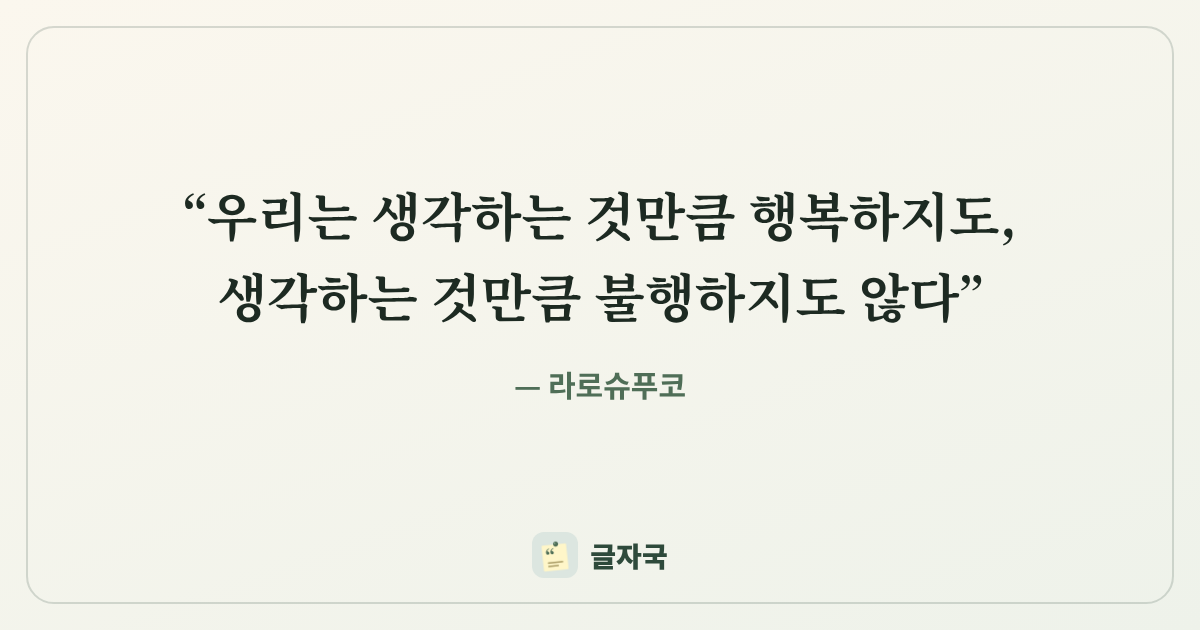 “우리는 생각하는 것만큼 행복하지도,
생각하는 것만큼 불행하지도 않다”
— 라로슈푸코
글자국